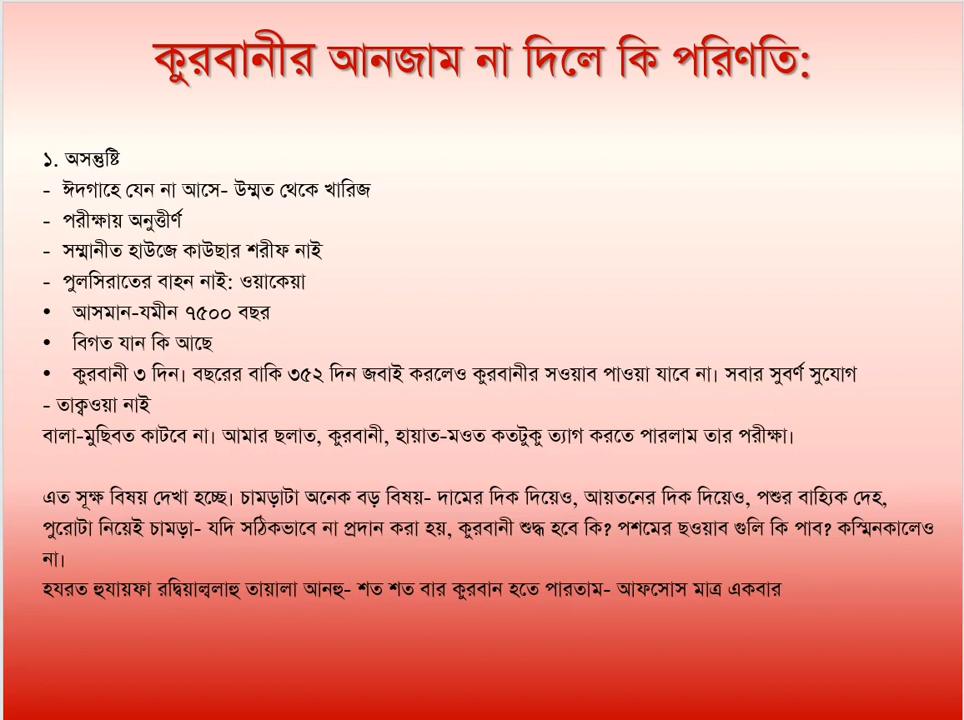 কুরবানীর আনজাম না দিলে কি পরিণতি:
১. অসন্তুষ্টি
- ঈদগাহে যেন না আসে- উম্মত থেকে খারিজ
- পরীক্ষায় অনুত্তীর্ণ
- সম্মানীত হাউজে কাউছার শরীফ নাই
- পুলসিরাতের বাহন নাই: ওয়াকেয়া
• আসমান-যমীন ৭৫০০ বছর
• বিগত যান কি আছে
• কুরবানী ৩ দিন। বছরের বাকি ৩৫২ দিন জবাই করলেও কুরবানীর সওয়াব পাওয়া যাবে না। সবার সুবর্ণ সুযোগ
- তাক্বওয়া নাই
বালা-মুছিবত কাটবে না। আমার ছলাত, কুরবানী, হায়াত-মওত কতটুকু ত্যাগ করতে পারলাম তার পরীক্ষা।
এত সূক্ষ বিষয় দেখা হচ্ছে। চামড়াটা অনেক বড় বিষয়- দামের দিক দিয়েও, আয়তনের দিক দিয়েও, পশুর বাহ্যিক দেহ,
পুরোটা নিয়েই চামড়া- যদি সঠিকভাবে না প্রদান করা হয়, কুরবানী শুদ্ধ হবে কি? পশমের ছওয়াব গুলি কি পাব? কস্মিনকালেও
না।
হযরত হুযায়ফা রদ্বিয়াল্বলাহু তায়ালা আনহু- শত শত বার কুরবান হতে পারতাম- আফসোস মাত্র একবার